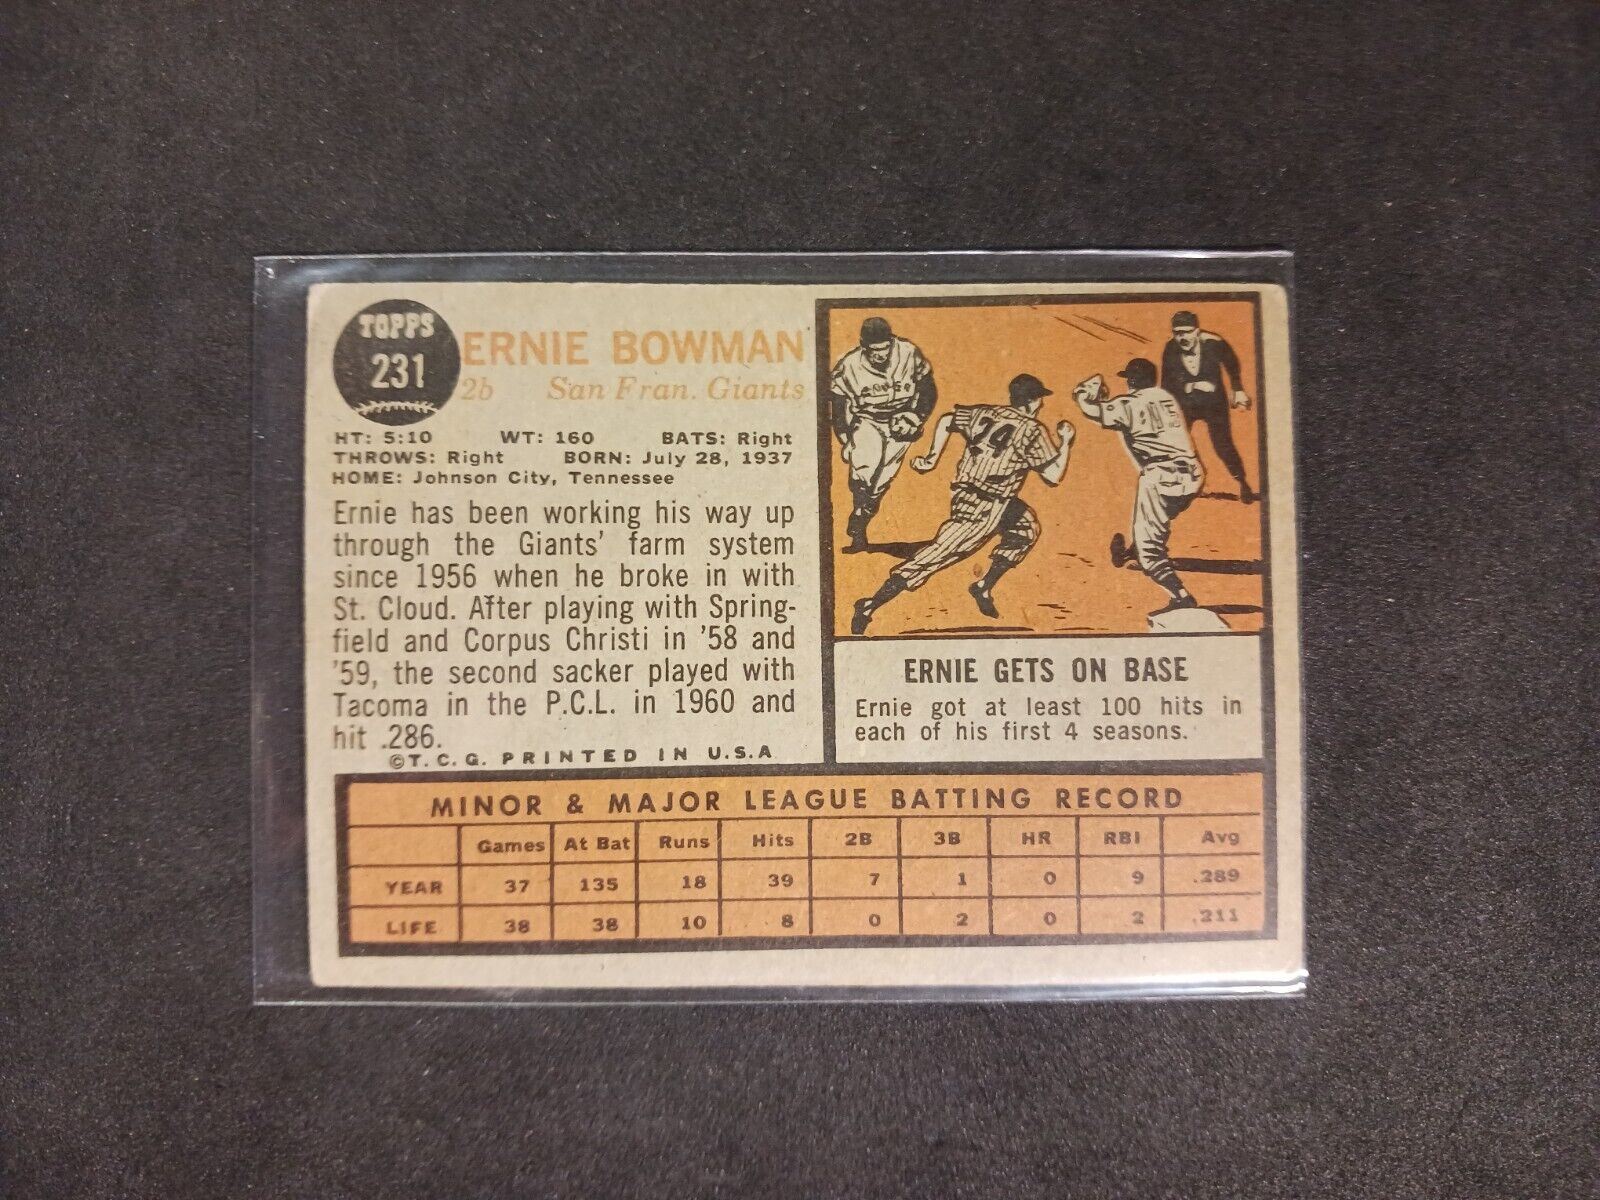 TOPPS
231
ERNIE BOWMAN
2b San Fran. Giants
HT: 5:10 WT: 160 BATS: Right
THROWS: Right BORN: July 28, 1937
HOME: Johnson City, Tennessee
Ernie has been working his way up
through the Giants' farm system
since 1956 when he broke in with
St. Cloud. After playing with Spring-
field and Corpus Christi in '58 and
'59, the second sacker played with
Tacoma in the P.C.L. in 1960 and
hit .286.
©T.C.G. PRINTED IN U.S.A
24
ERNIE GETS ON BASE
Ernie got at least 100 hits in
each of his first 4 seasons.
MINOR & MAJOR LEAGUE BATTING RECORD
Games At Bat Runs Hits 2B 3B HR RBI Avg
YEAR 37 135 18 39 7 1 0 9 .289
LIFE 38 38 10 8 0 2 0 2 .211